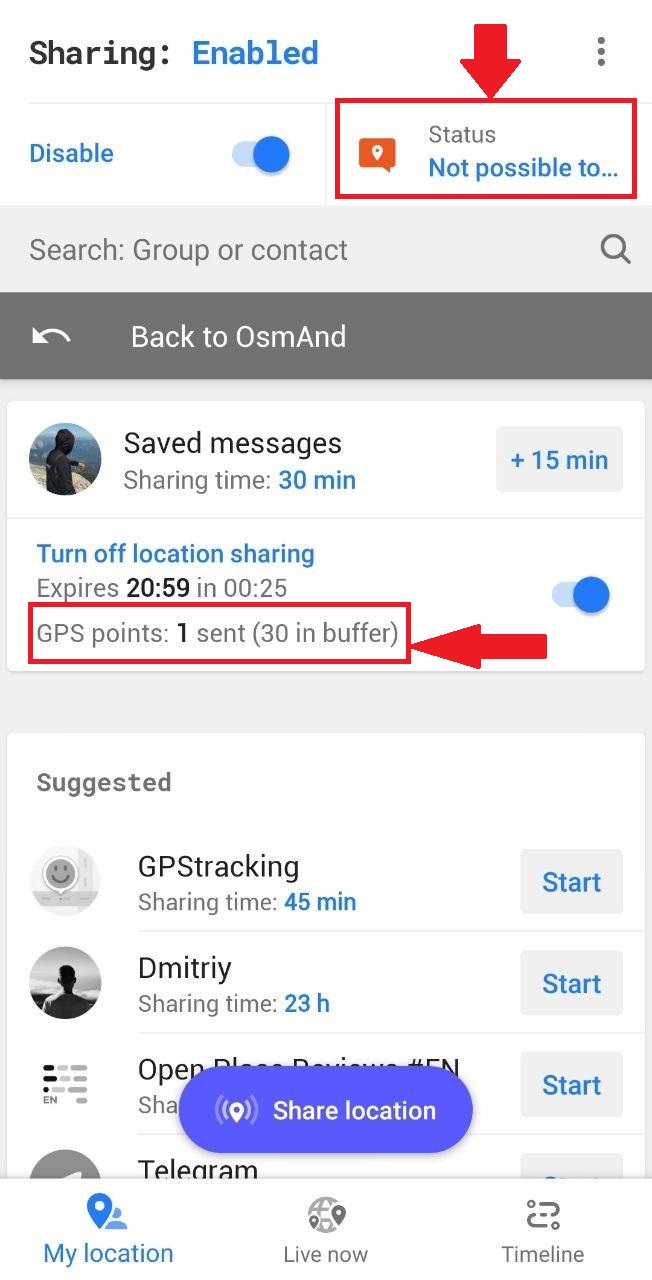 Sharing: Enabled
Disable
Status
Not possible to...
Search: Group or contact
Back to OsmAnd
Saved messages
Sharing time: 30 min
+ 15 min
Turn off location sharing
Expires 20:59 in 00:25
GPS points: 1 sent (30 in buffer)
Suggested
GPStracking
Sharing time: 45 min
Start
Dmitriy
Sharing time: 23 h
Start
Open Place Reviews #EN
EN
Sha
Start
Share location
Telegram
My location
Live now
Timeline